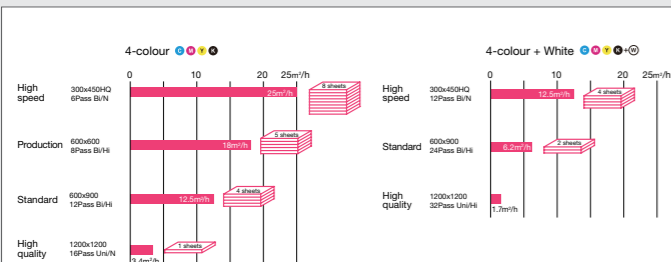 4-colour C M Y K
0 10 20 25m²/h
High speed 300x450HQ 6Pass Bi/N 25m²/h 8 sheets
Production 600x600 8Pass Bi/Hi 18m²/h 5 sheets
Standard 600x900 12Pass Bi/Hi 12.5m²/h 4 sheets
High quality 1200x1200 16Pass Uni/N 3.4m²/h 1 sheets
4-colour + White C M Y K + W
0 10 20 25m²/h
High speed 300x450HQ 12Pass Bi/N 12.5m²/h 4 sheets
Standard 600x900 24Pass Bi/Hi 6.2m²/h 2 sheets
High quality 1200x1200 32Pass Uni/Hi 1.7m²/h